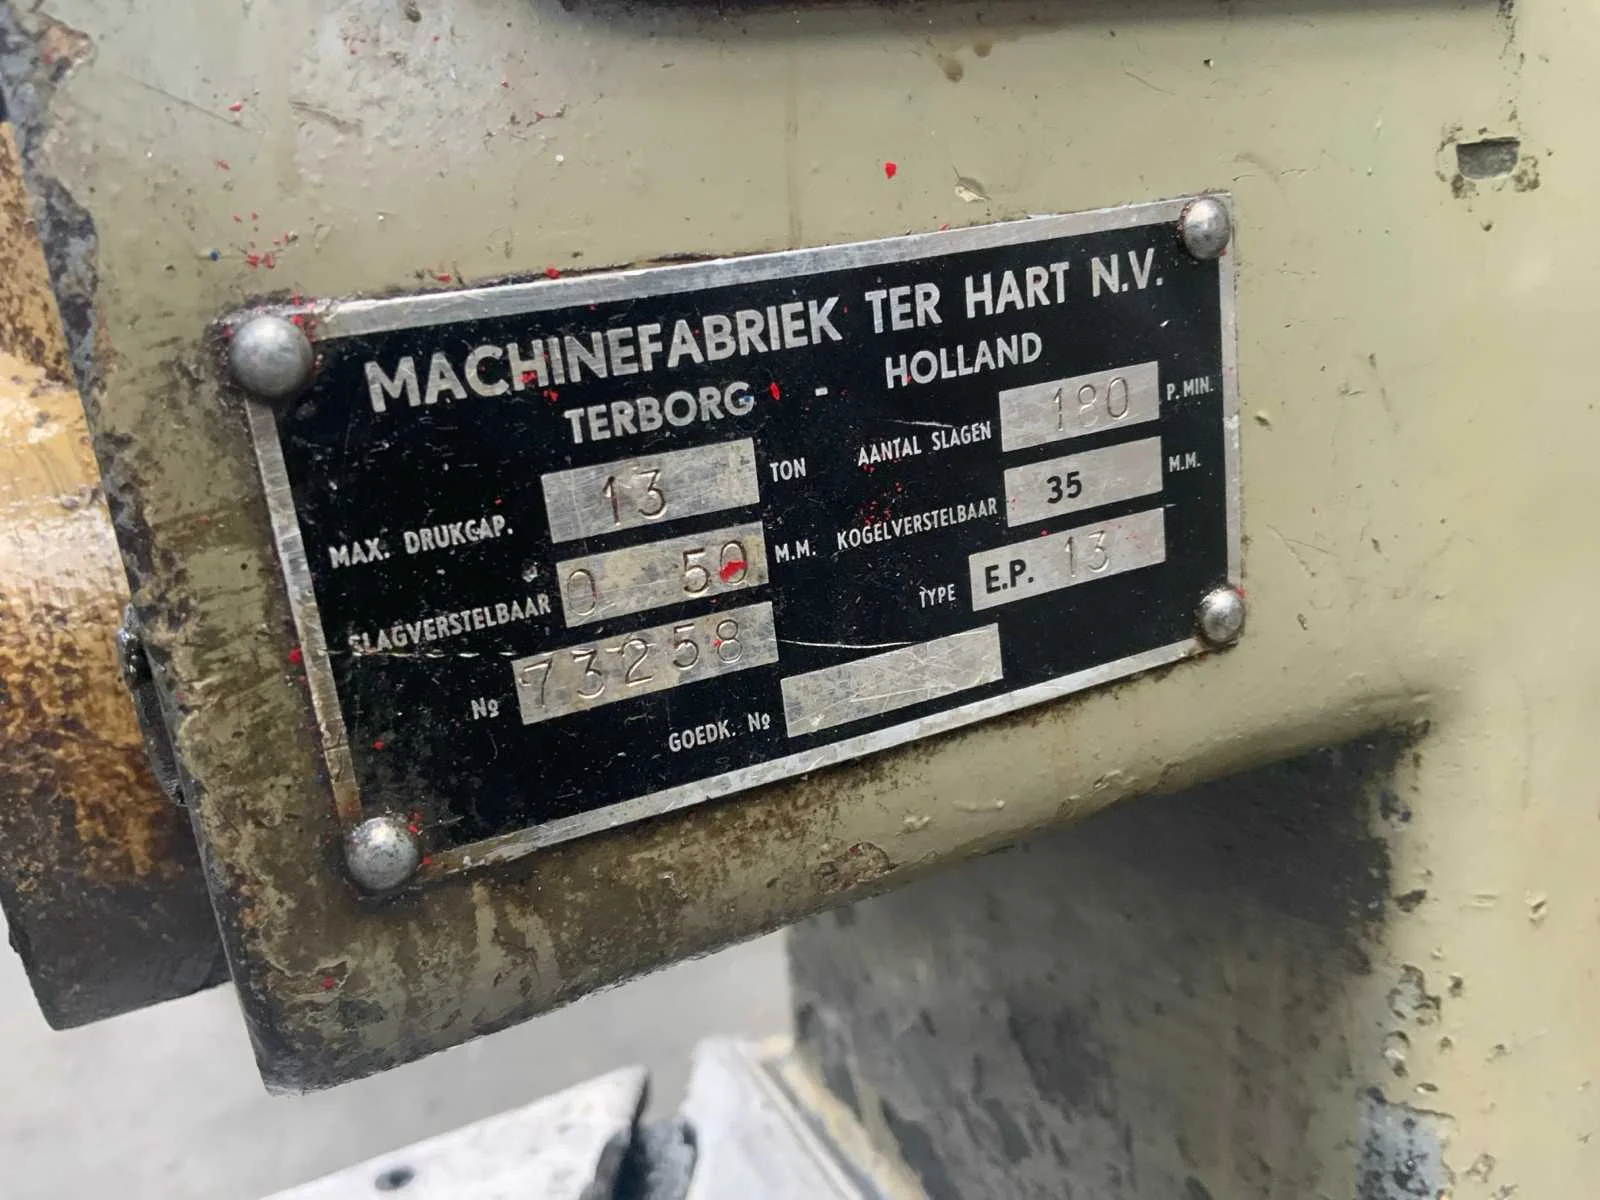 MACHINEFABRIEK TER HART N.V.
TERBORG - HOLLAND
MAX. DRUKCAP. 13 TON
AANTAL SLAGEN 180 P. MIN.
SLAGVERSTELBAAR 0 50 M.M.
KOGELVERSTELBAAR 35 M.M.
Nº 73258
TYPE E.P. 13
GOEDK. Nº